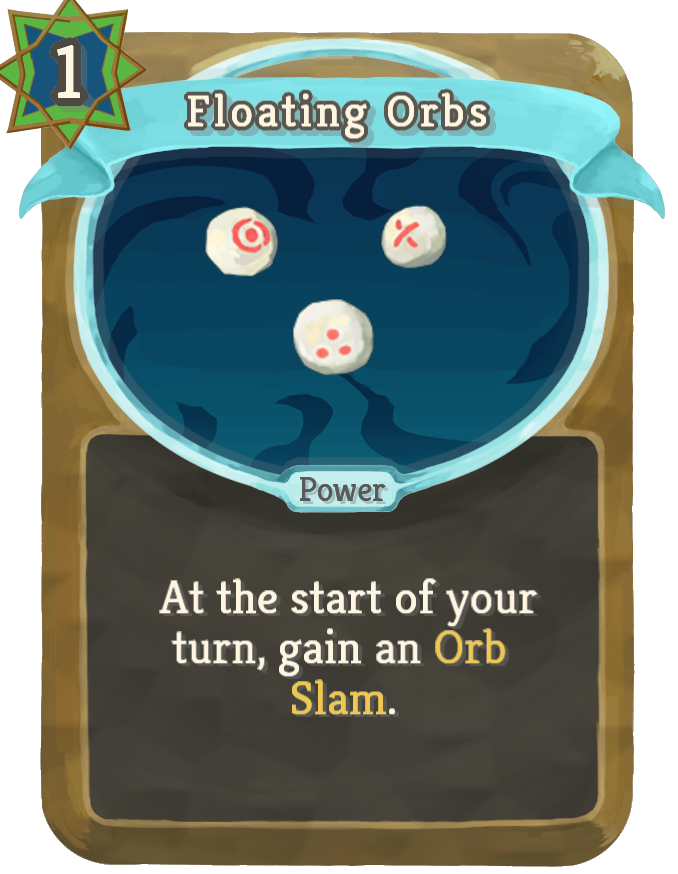 1
Floating Orbs
Power
At the start of your
turn, gain an Orb
Slam.